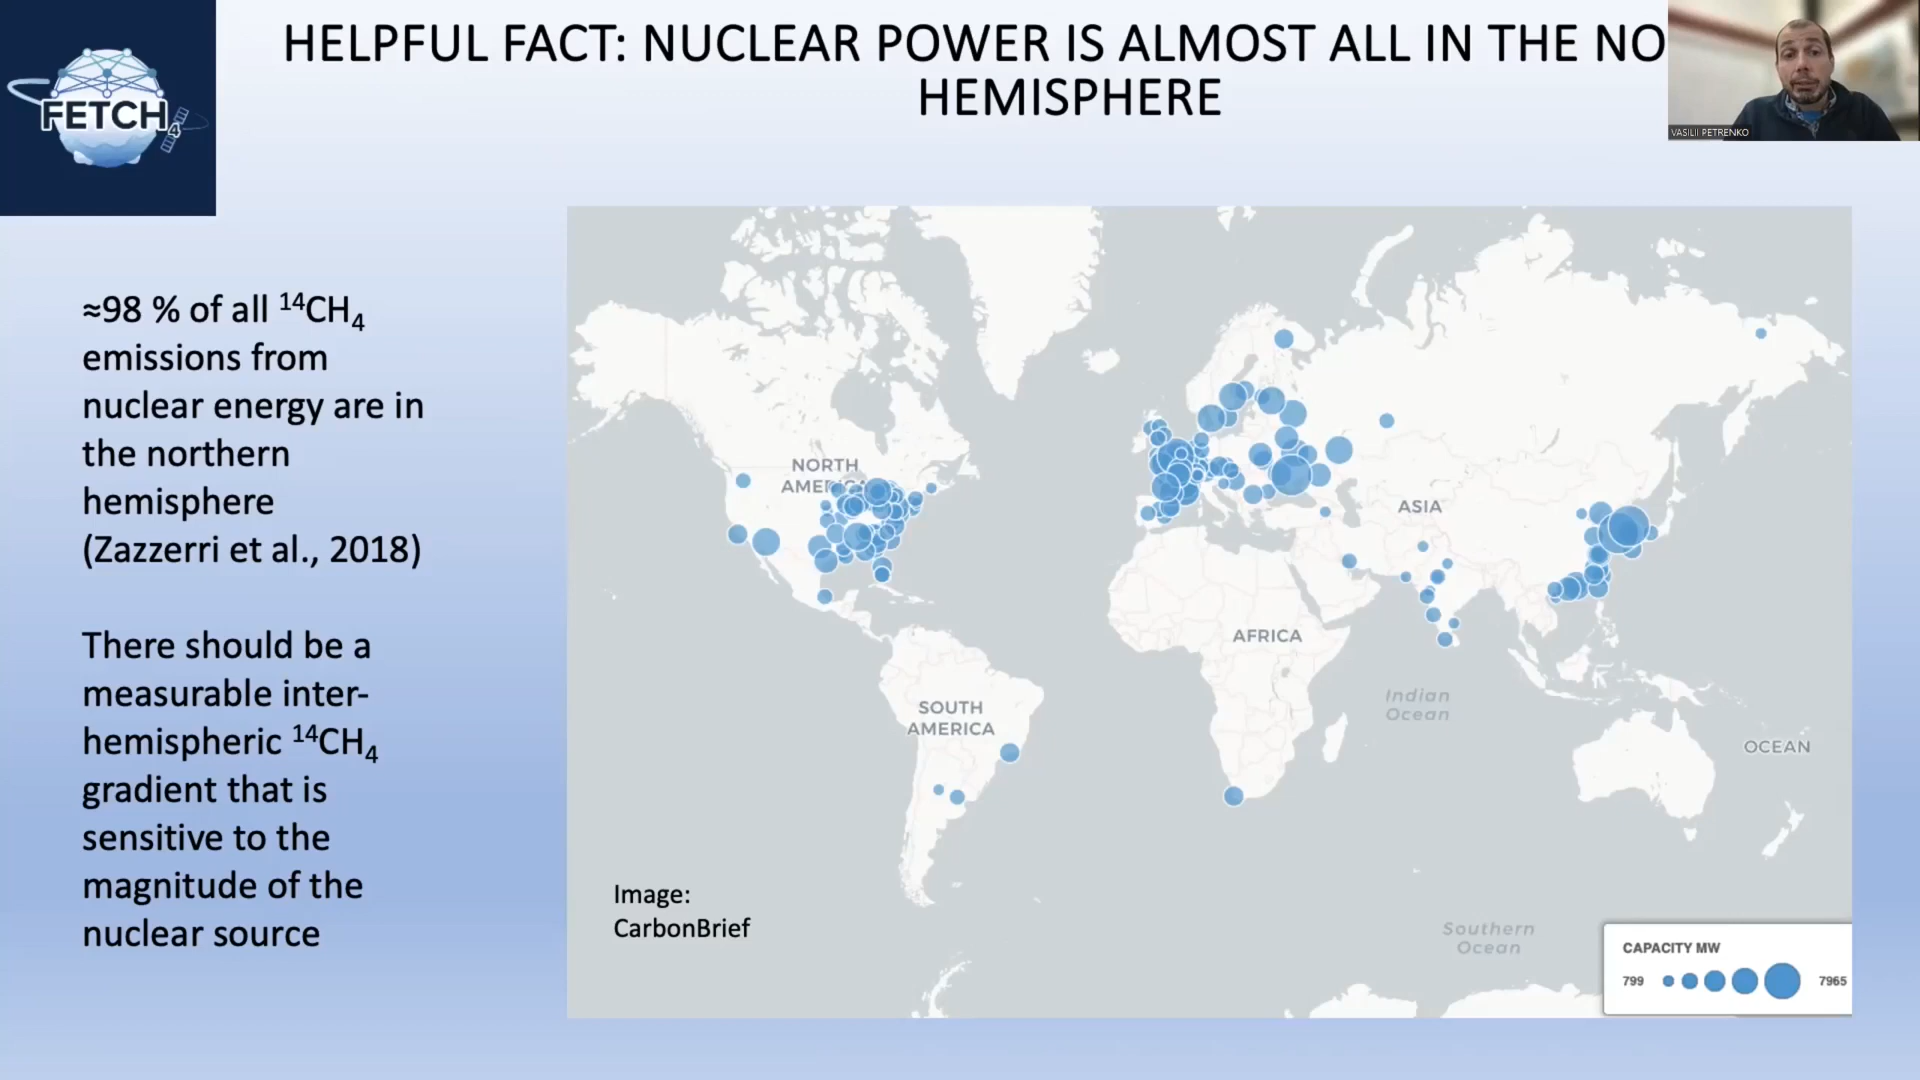 HELPFUL FACT: NUCLEAR POWER IS ALMOST ALL IN THE NO
HEMISPHERE
FETCH4
VASILII PETRENKO
≈98 % of all ¹⁴CH₄
emissions from
nuclear energy are in
the northern
hemisphere
(Zazzerri et al., 2018)
There should be a
measurable inter-
hemispheric ¹⁴CH₄
gradient that is
sensitive to the
magnitude of the
nuclear source
NORTH
AMERICA
ASIA
AFRICA
SOUTH
AMERICA
Indian
Ocean
OCEAN
Southern
Ocean
Image:
CarbonBrief
CAPACITY MW
799 7965